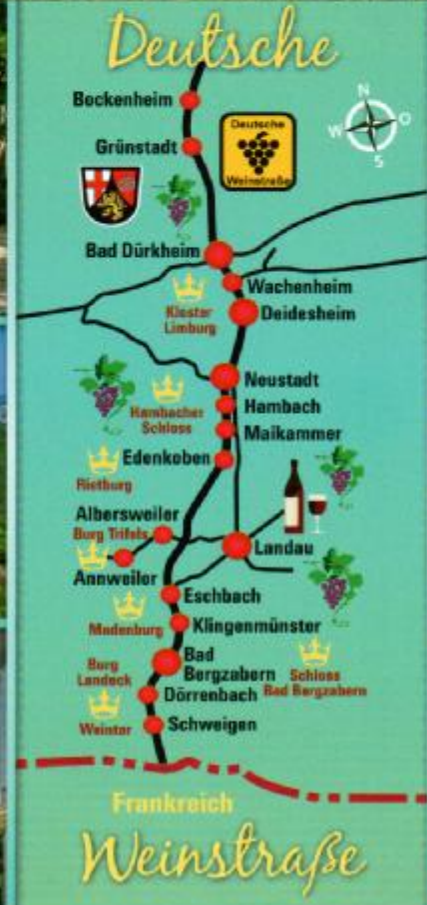 Deutsche
Bockenheim
Grünstadt
Deutsche
Weinstraße
N
W
O
S
Bad Dürkheim
Wachenheim
Kloster
Limburg
Deidesheim
Neustadt
Hambacher
Schloss
Hambach
Maikammer
Edenkoben
Rietburg
Albersweiler
Burg Trifels
Landau
Annweiler
Eschbach
Madenburg
Klingenmünster
Bad
Bergzabern
Burg
Landeck
Schloss
Bad Bergzabern
Dörrenbach
Weintor
Schweigen
Frankreich
Weinstraße